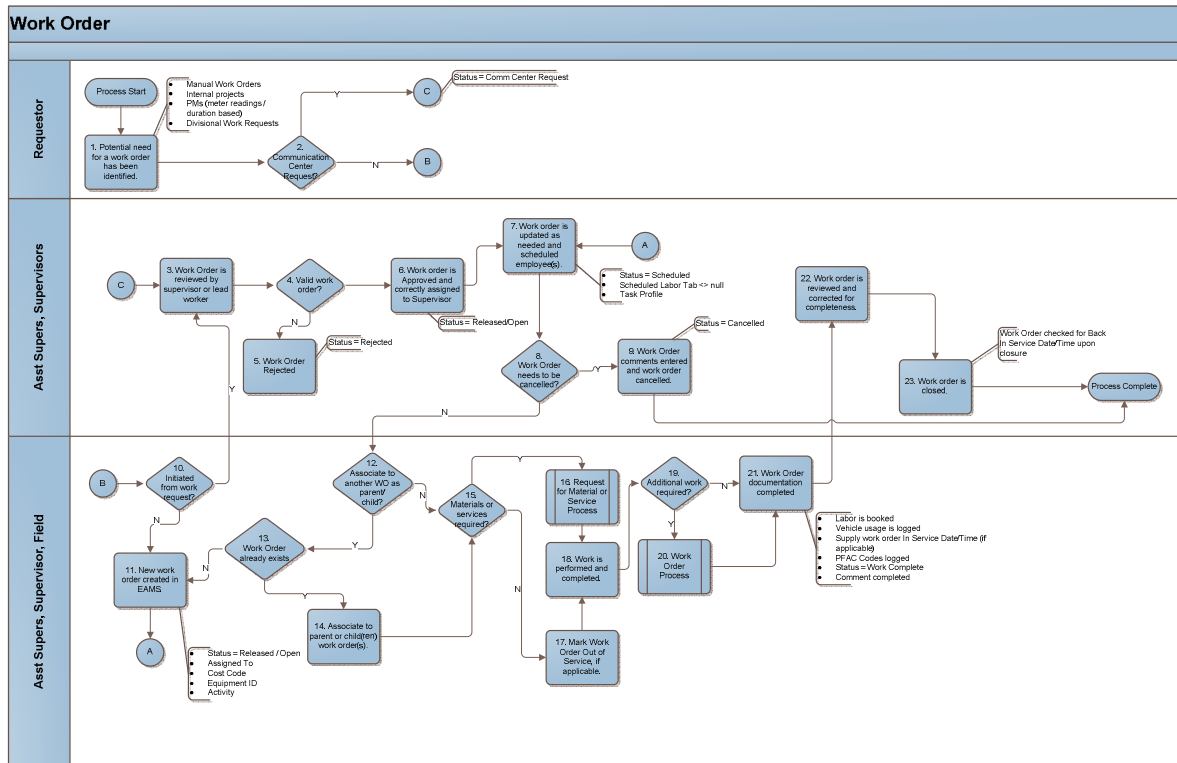 Work Order
Requestor
Process Start
Manual Work Orders
Internal projects
PMs (meter readings /
duration based)
Divisional Work Requests
1. Potential need
for a work order
has been
identified.
2.
Communication
Center
Request?
Y
C
Status = Comm Center Request
N
B
Asst Supers, Supervisors
C
3. Work Order is
reviewed by
supervisor or lead
worker
4. Valid work
order?
N
5. Work Order
Rejected
Status = Rejected
6. Work order is
Approved and
correctly assigned
to Supervisor
Status = Released/Open
7. Work order is
updated as
needed and
scheduled
employee(s).
A
Status = Scheduled
Scheduled Labor Tab <> null
Task Profile
8.
Work Order
needs to be
cancelled?
Y
N
9. Work Order
comments entered
and work order
cancelled.
Status = Cancelled
22. Work order is
reviewed and
corrected for
completeness.
23. Work order is
closed.
Work Order checked for Back
In Service Date/Time upon
closure
Process Complete
Y
Asst Supers, Supervisor, Field
B
10.
Initiated
from work
request?
N
11. New work
order created in
EAMS.
A
Status = Released / Open
Assigned To
Cost Code
Equipment ID
Activity
12.
Associate to
another WO as
parent/
child?
N
Y
13.
Work Order
already exists
N
Y
14. Associate to
parent or child(ren)
work order(s).
15.
Materials or
services
required?
Y
N
16. Request
for Material or
Service
Process
18. Work is
performed and
completed.
17. Mark Work
Order Out of
Service, if
applicable.
19.
Additional work
required?
N
Y
20. Work
Order
Process
21. Work Order
documentation
completed
Labor is booked
Vehicle usage is logged
Supply work order In Service Date/Time (if
applicable)
PFAC Codes logged
Status = Work Complete
Comment completed